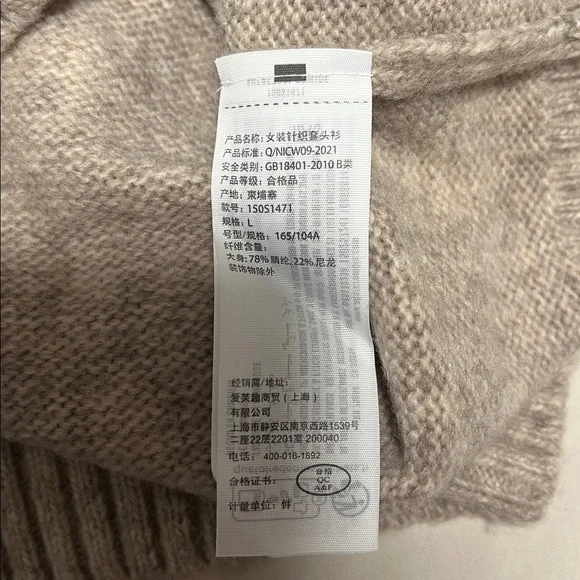 产品名称：女装针织套头衫
产品标准：Q/NICW09-2021
安全类别：GB18401-2010 B类
产品等级：合格品
产地：柬埔寨
款号：150S1471
规格：L
号型/规格：165/104A
纤维含量：
大身：78% 腈纶, 22% 尼龙
装饰物除外
经销商/地址：
爱芙趣商贸（上海）
有限公司
上海市静安区南京西路1539号
二座22层2201室 200040
电话：400-016-1892
合格证书：
合格
QC
A&F
计量单位：件